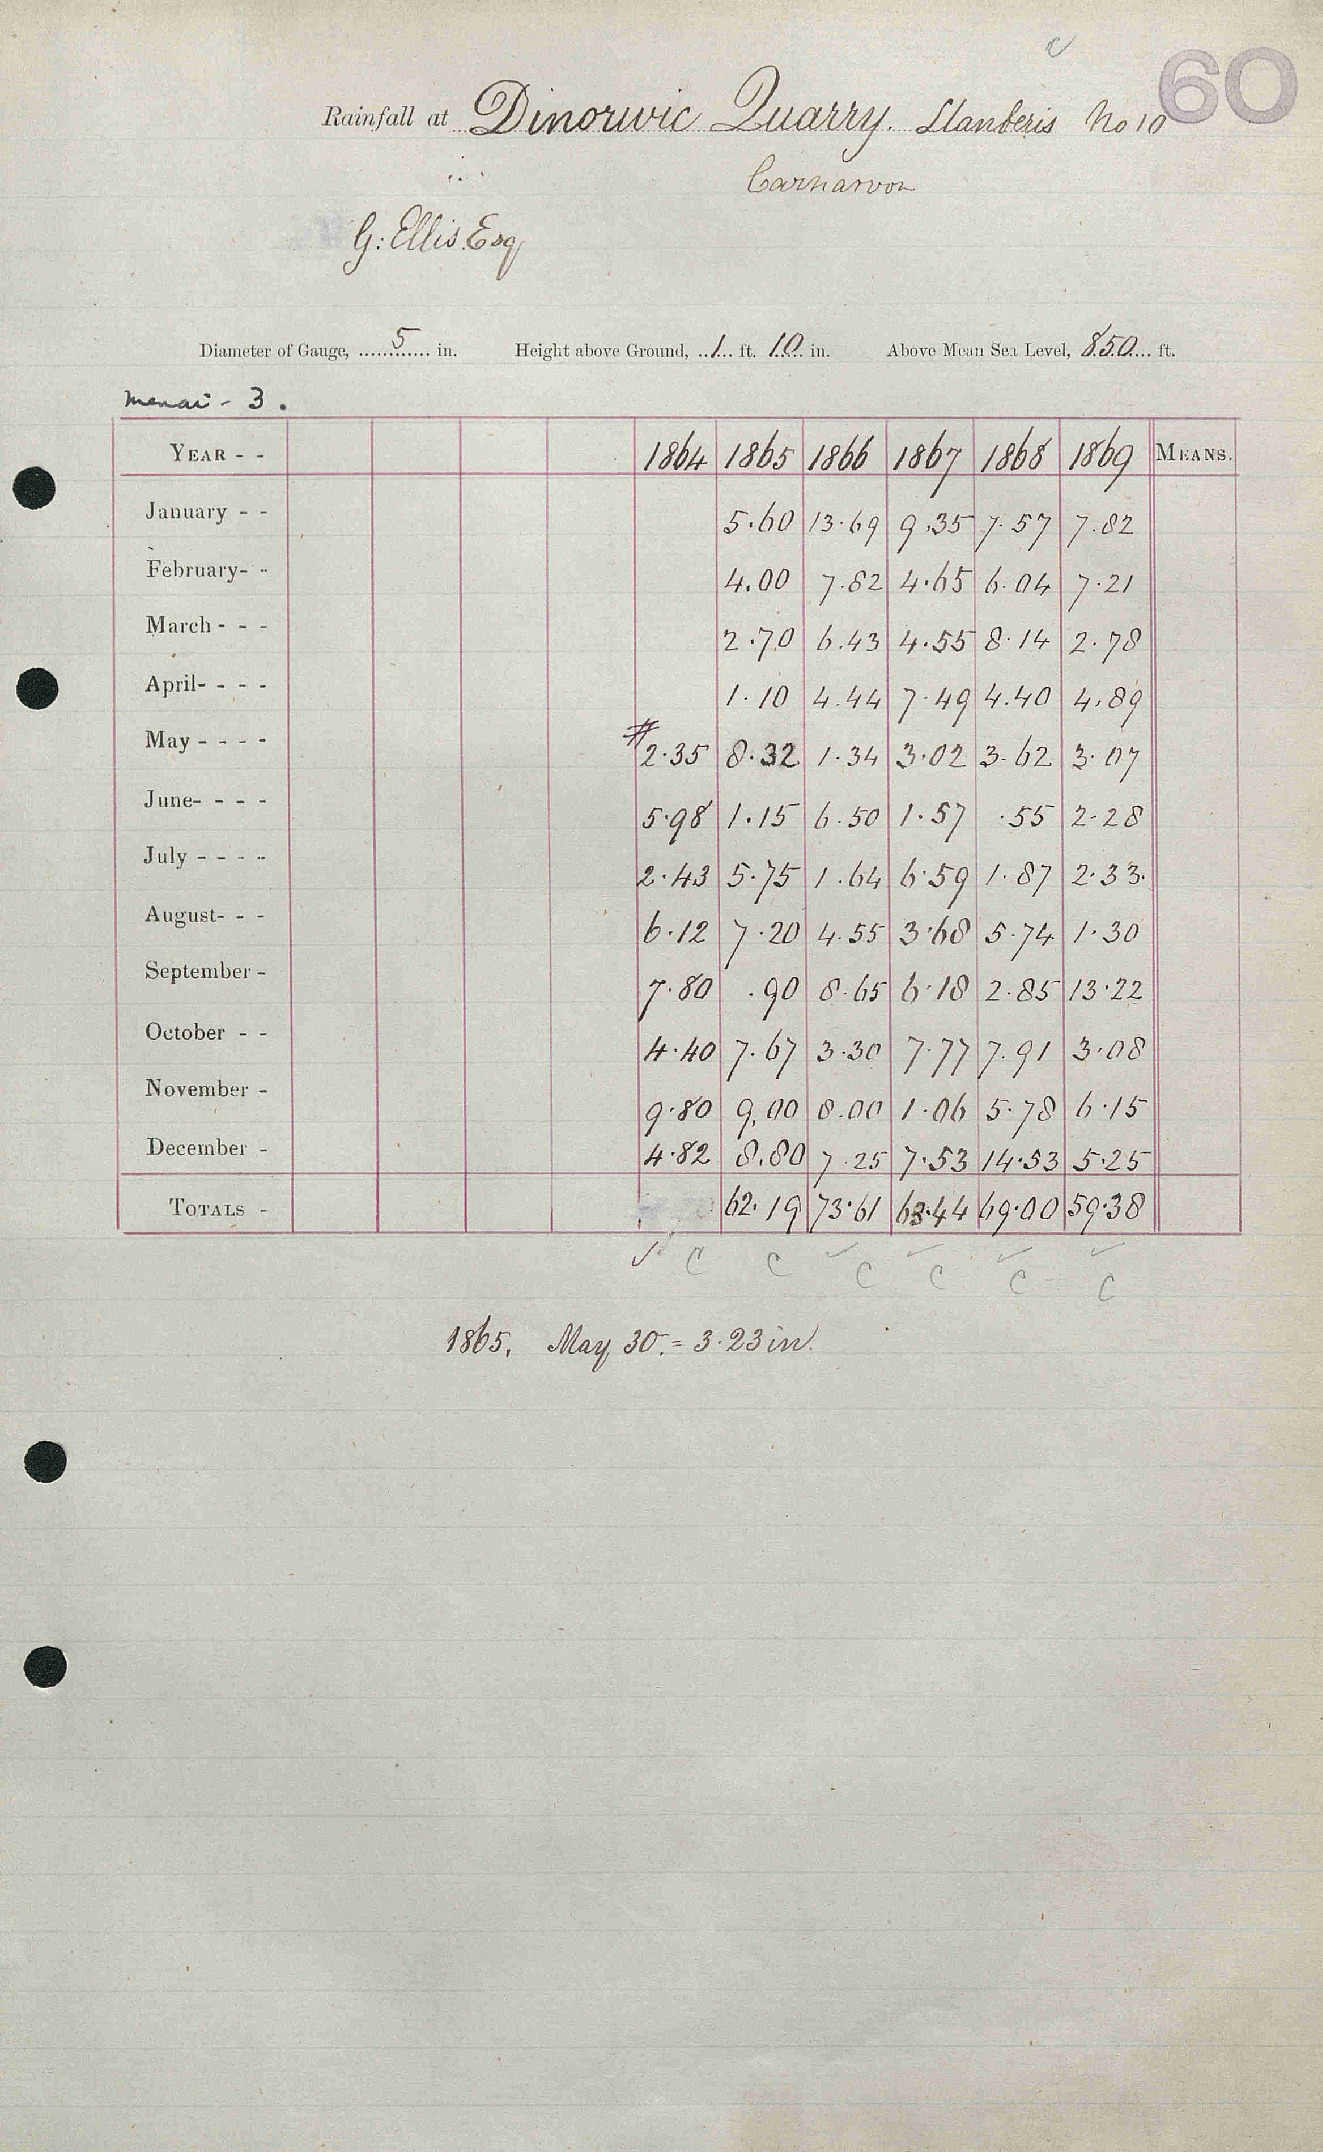 c
60
Rainfall at Dinorwic Quarry. Llanberis No 10
Carnarvon
G: Ellis. Esq
Diameter of Gauge, 5 in. Height above Ground, 1 ft. 10 in. Above Mean Sea Level, 850 ft.
Menai - 3.
YEAR - - 1864 1865 1866 1867 1868 1869 MEANS.
January - - 5.60 13.69 9.35 7.57 7.82
February- - 4.00 7.82 4.65 6.04 7.21
March - - - 2.70 6.43 4.55 8.14 2.78
April- - - - 1.10 4.44 7.49 4.40 4.89
May - - - - # 2.35 8.32 1.34 3.02 3.62 3.07
June- - - - 5.98 1.15 6.50 1.57 .55 2.28
July - - - - 2.43 5.75 1.64 6.59 1.87 2.33.
August- - - 6.12 7.20 4.55 3.68 5.74 1.30
September - 7.80 .90 8.65 6.18 2.85 13.22
October - - 4.40 7.67 3.30 7.77 7.91 3.08
November - 9.80 9.00 8.00 1.06 5.78 6.15
December - 4.82 8.80 7.25 7.53 14.53 5.25
TOTALS - 62.19 73.61 63.44 69.00 59.38
✓ c c ✓ c ✓ c ✓ c ✓ c
1865, May 30. = 3.23 in.